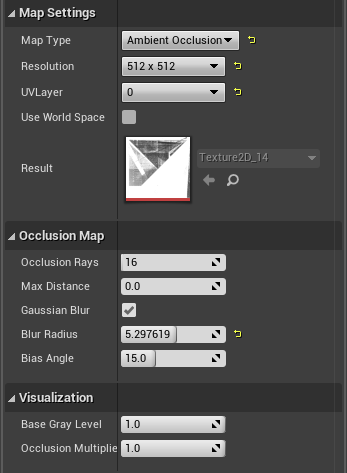 Map Settings
Map Type Ambient Occlusion
Resolution 512 x 512
UVLayer 0
Use World Space
Result Texture2D_14
Occlusion Map
Occlusion Rays 16
Max Distance 0.0
Gaussian Blur
Blur Radius 5.297619
Bias Angle 15.0
Visualization
Base Gray Level 1.0
Occlusion Multiplie 1.0